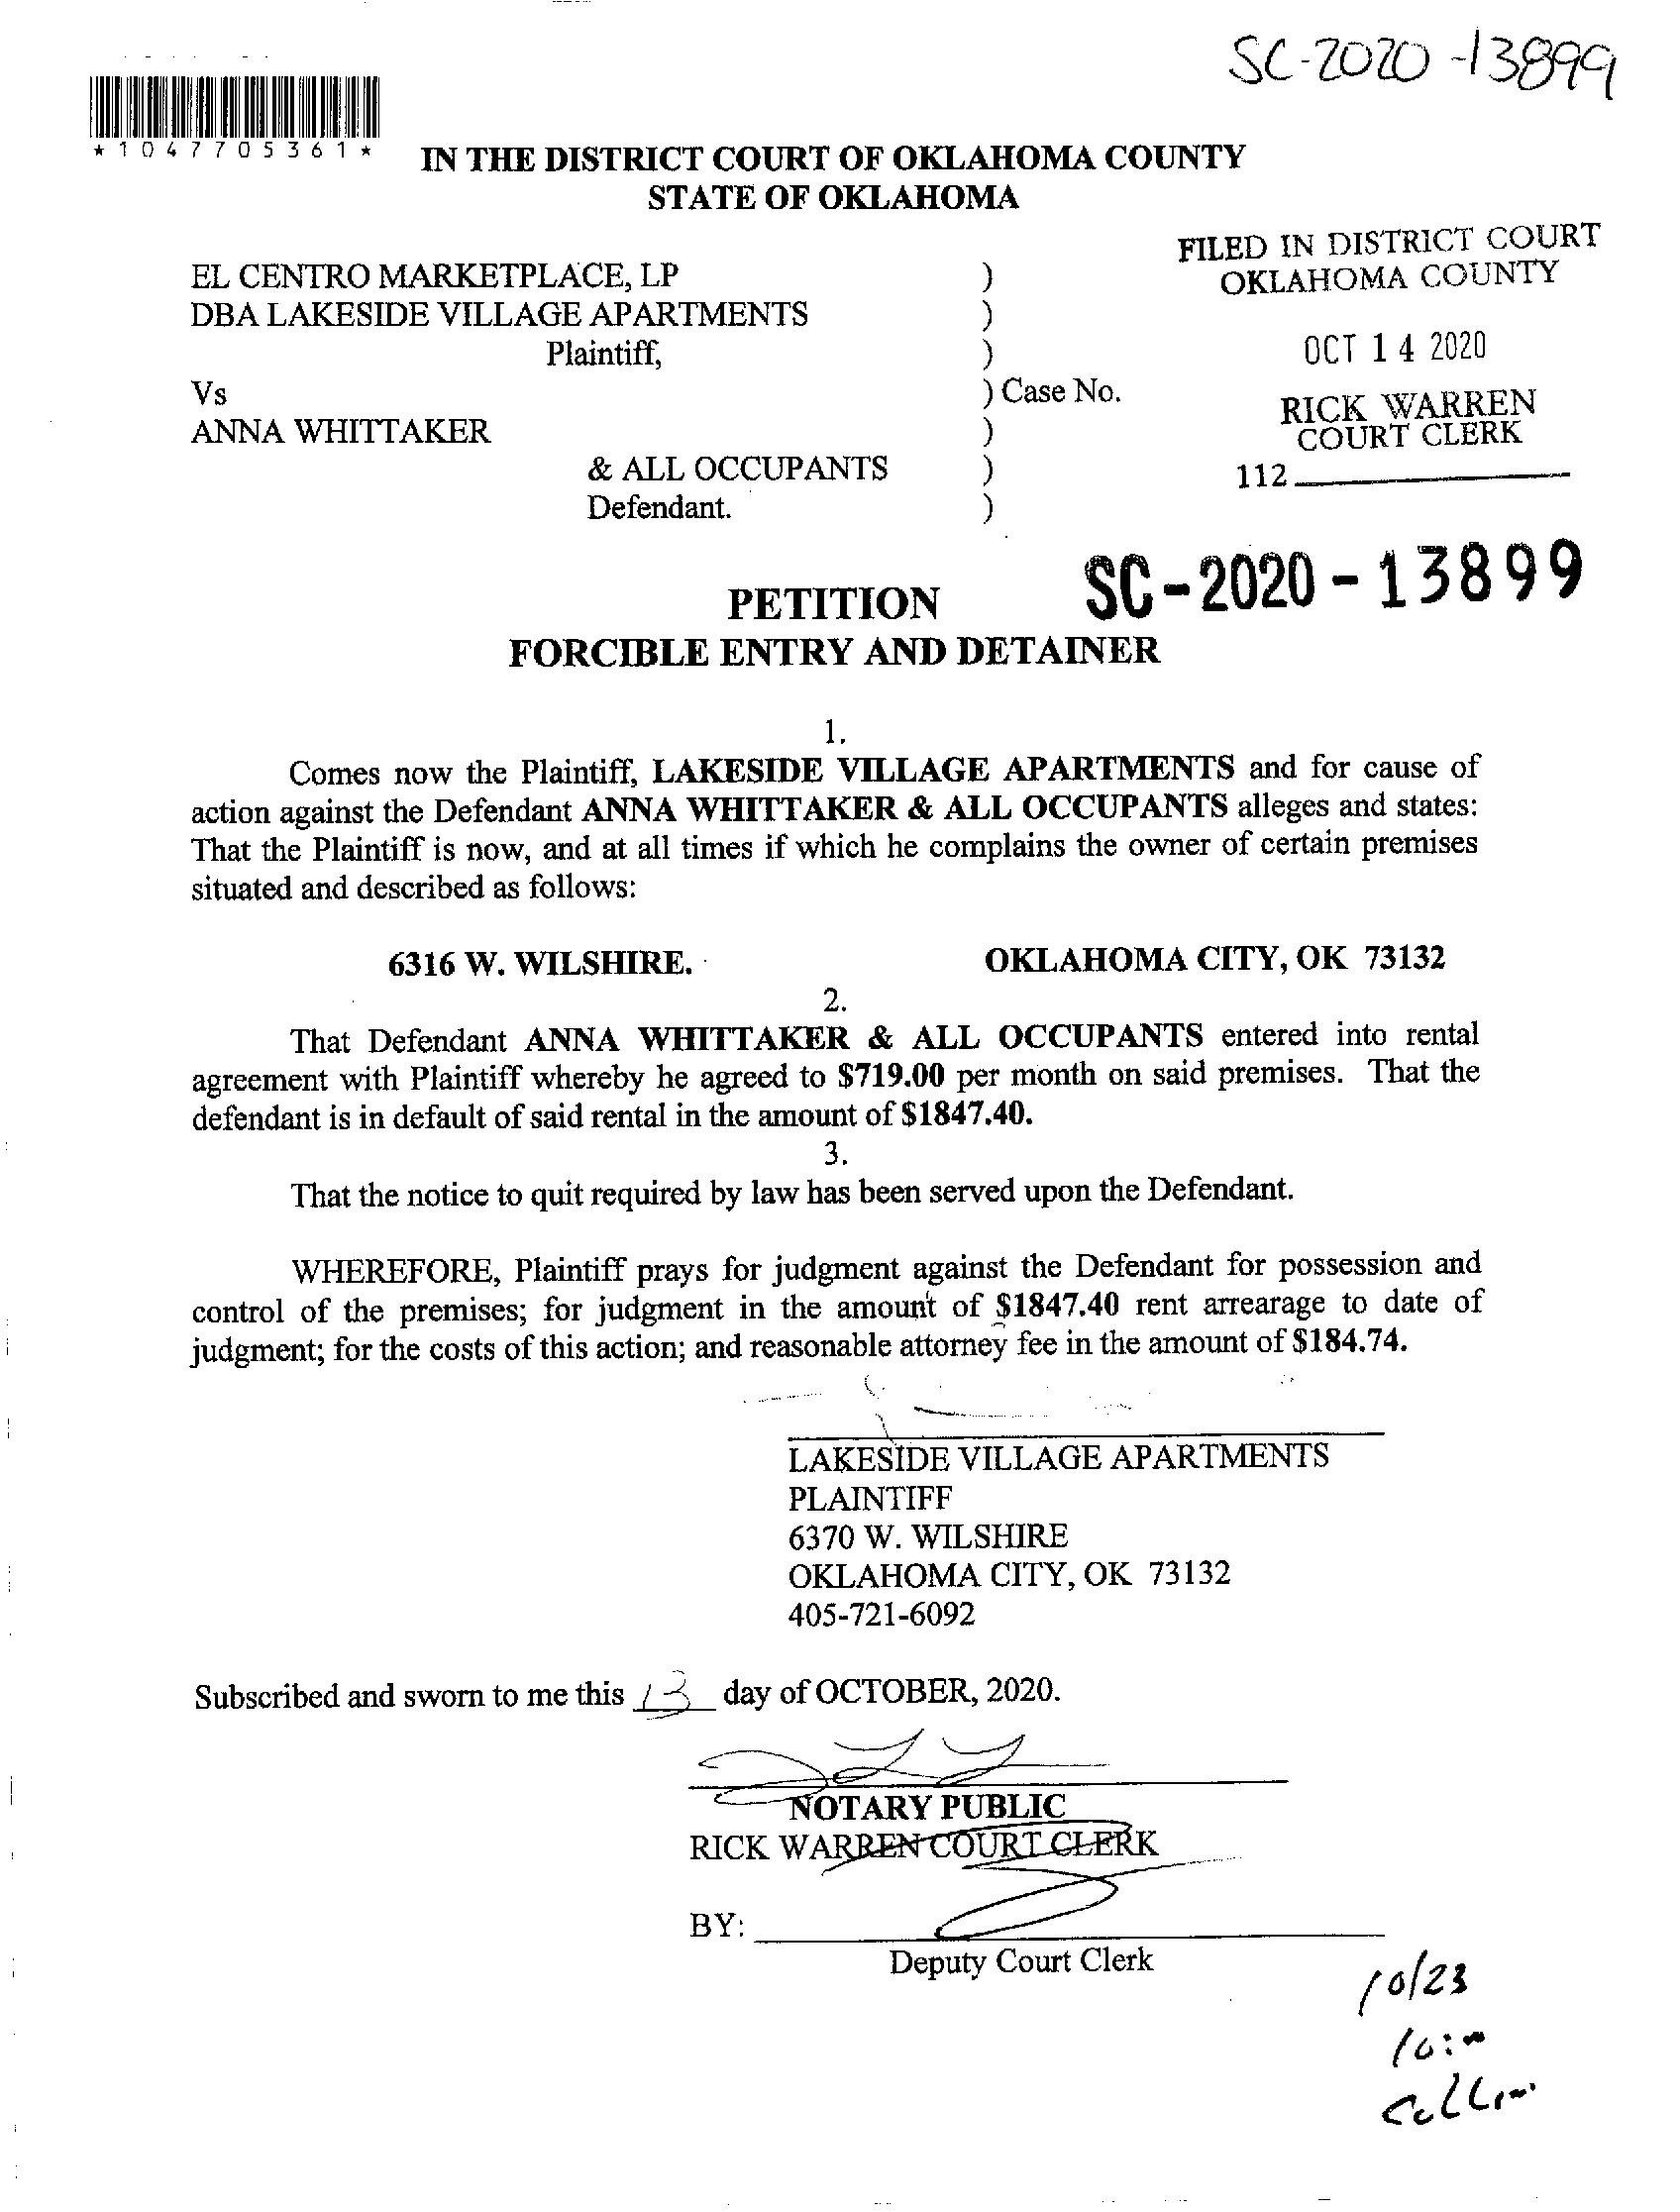 SC-2020-13899
*1047705361*
IN THE DISTRICT COURT OF OKLAHOMA COUNTY
STATE OF OKLAHOMA
FILED IN DISTRICT COURT
OKLAHOMA COUNTY
OCT 14 2020
RICK WARREN
COURT CLERK
112
EL CENTRO MARKETPLACE, LP )
DBA LAKESIDE VILLAGE APARTMENTS )
Plaintiff, )
Vs ) Case No.
ANNA WHITTAKER )
& ALL OCCUPANTS )
Defendant. )
SC-2020-13899
PETITION
FORCIBLE ENTRY AND DETAINER
1.
Comes now the Plaintiff, LAKESIDE VILLAGE APARTMENTS and for cause of
action against the Defendant ANNA WHITTAKER & ALL OCCUPANTS alleges and states:
That the Plaintiff is now, and at all times if which he complains the owner of certain premises
situated and described as follows:
6316 W. WILSHIRE. OKLAHOMA CITY, OK 73132
2.
That Defendant ANNA WHITTAKER & ALL OCCUPANTS entered into rental
agreement with Plaintiff whereby he agreed to $719.00 per month on said premises. That the
defendant is in default of said rental in the amount of $1847.40.
3.
That the notice to quit required by law has been served upon the Defendant.
WHEREFORE, Plaintiff prays for judgment against the Defendant for possession and
control of the premises; for judgment in the amount of $1847.40 rent arrearage to date of
judgment; for the costs of this action; and reasonable attorney fee in the amount of $184.74.
LAKESIDE VILLAGE APARTMENTS
PLAINTIFF
6370 W. WILSHIRE
OKLAHOMA CITY, OK 73132
405-721-6092
Subscribed and sworn to me this 13 day of OCTOBER, 2020.
NOTARY PUBLIC
RICK WARREN COURT CLERK
BY:
Deputy Court Clerk
10/23